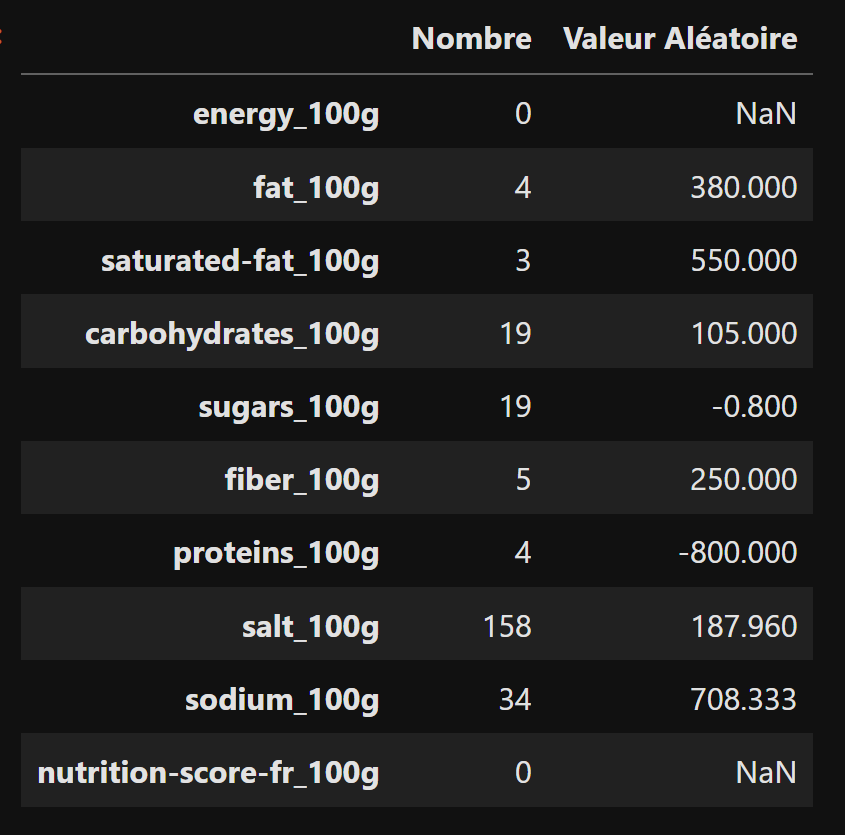 Nombre Valeur Aléatoire
energy_100g 0 NaN
fat_100g 4 380.000
saturated-fat_100g 3 550.000
carbohydrates_100g 19 105.000
sugars_100g 19 -0.800
fiber_100g 5 250.000
proteins_100g 4 -800.000
salt_100g 158 187.960
sodium_100g 34 708.333
nutrition-score-fr_100g 0 NaN